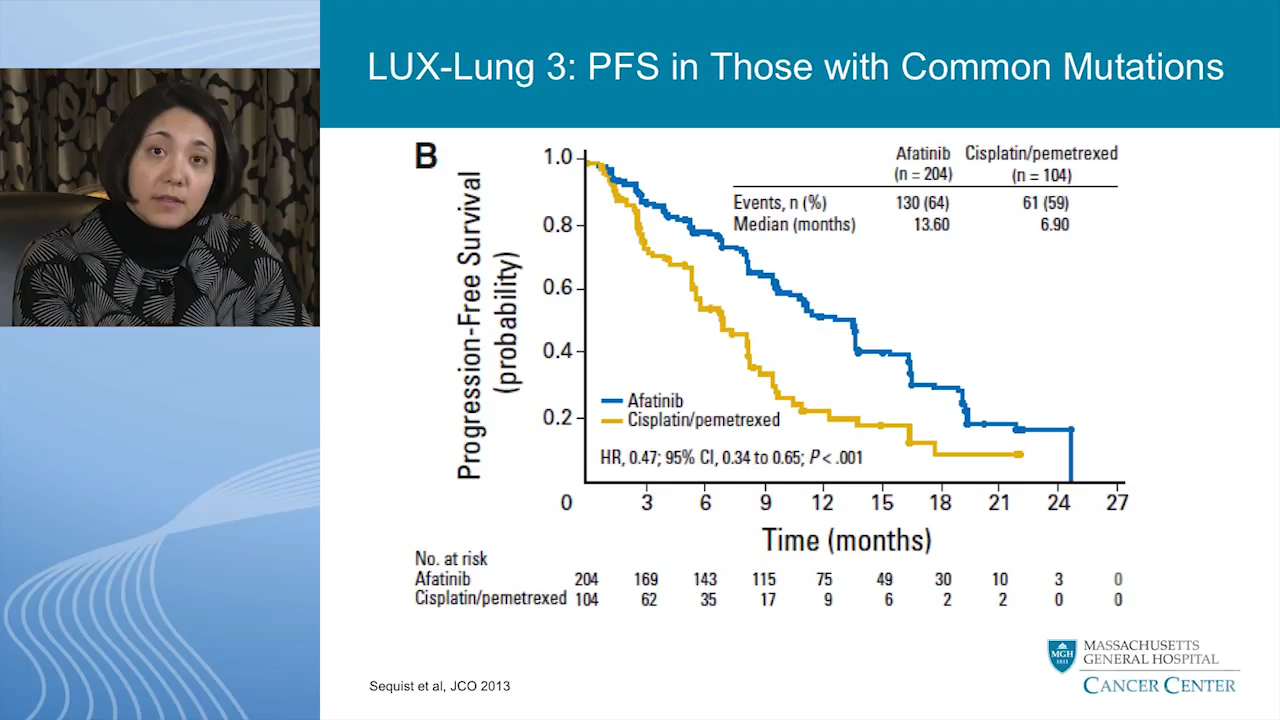 LUX-Lung 3: PFS in Those with Common Mutations
B
Afatinib Cisplatin/pemetrexed
(n = 204) (n = 104)
Events, n (%) 130 (64) 61 (59)
Median (months) 13.60 6.90
Progression-Free Survival
(probability)
1.0
0.8
0.6
0.4
0.2
Afatinib
Cisplatin/pemetrexed
HR, 0.47; 95% CI, 0.34 to 0.65; P < .001
0 3 6 9 12 15 18 21 24 27
Time (months)
No. at risk
Afatinib 204 169 143 115 75 49 30 10 3 0
Cisplatin/pemetrexed 104 62 35 17 9 6 2 2 0 0
Sequist et al, JCO 2013
MGH
1811
MASSACHUSETTS
GENERAL HOSPITAL
CANCER CENTER